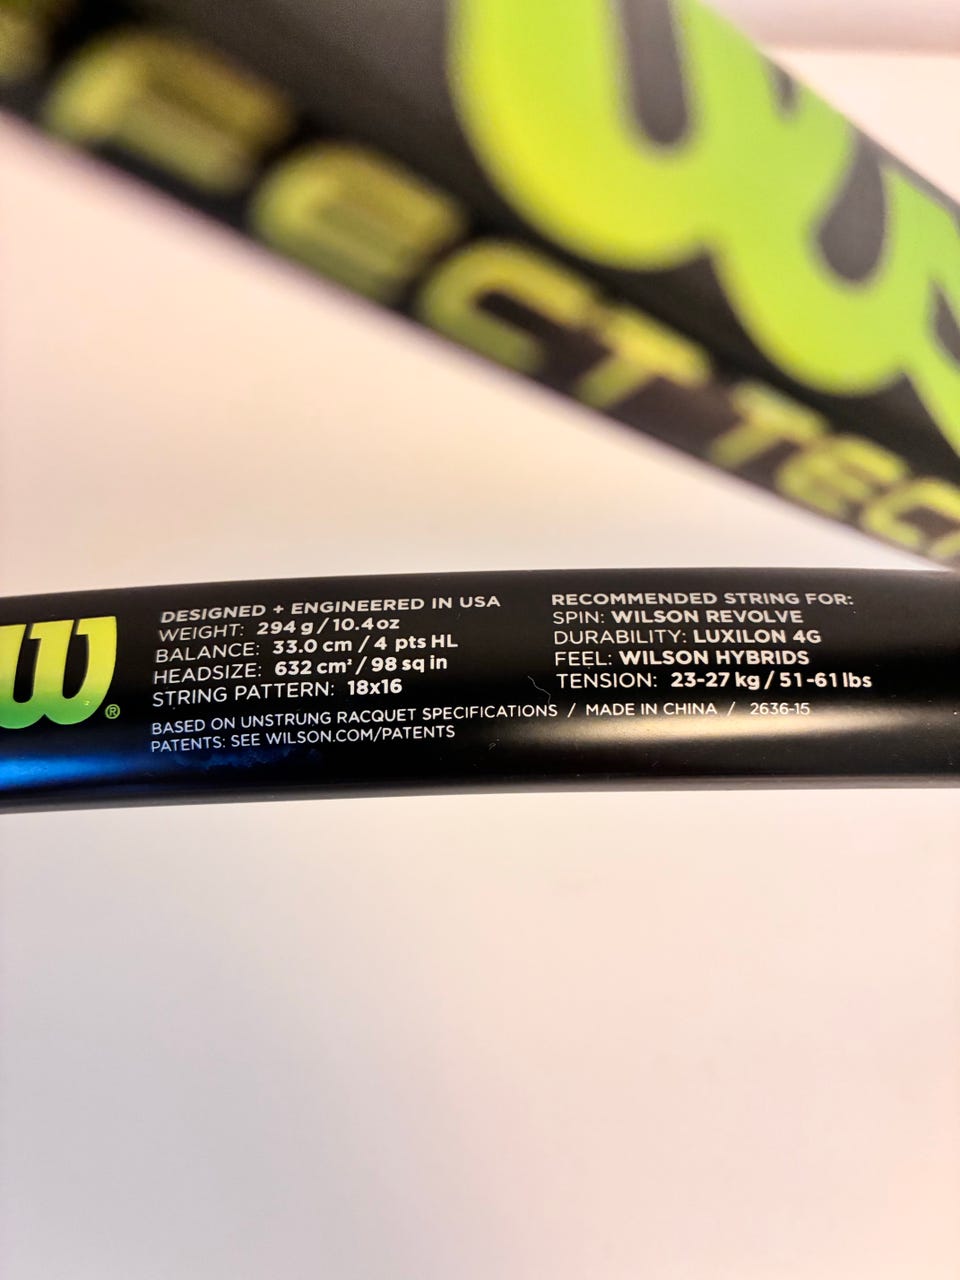 ECT TEC
W®
DESIGNED + ENGINEERED IN USA
WEIGHT: 294 g / 10.4 oz
BALANCE: 33.0 cm / 4 pts HL
HEADSIZE: 632 cm² / 98 sq in
STRING PATTERN: 18x16
RECOMMENDED STRING FOR:
SPIN: WILSON REVOLVE
DURABILITY: LUXILON 4G
FEEL: WILSON HYBRIDS
TENSION: 23-27 kg / 51-61 lbs
BASED ON UNSTRUNG RACQUET SPECIFICATIONS / MADE IN CHINA / 2636-15
PATENTS: SEE WILSON.COM/PATENTS